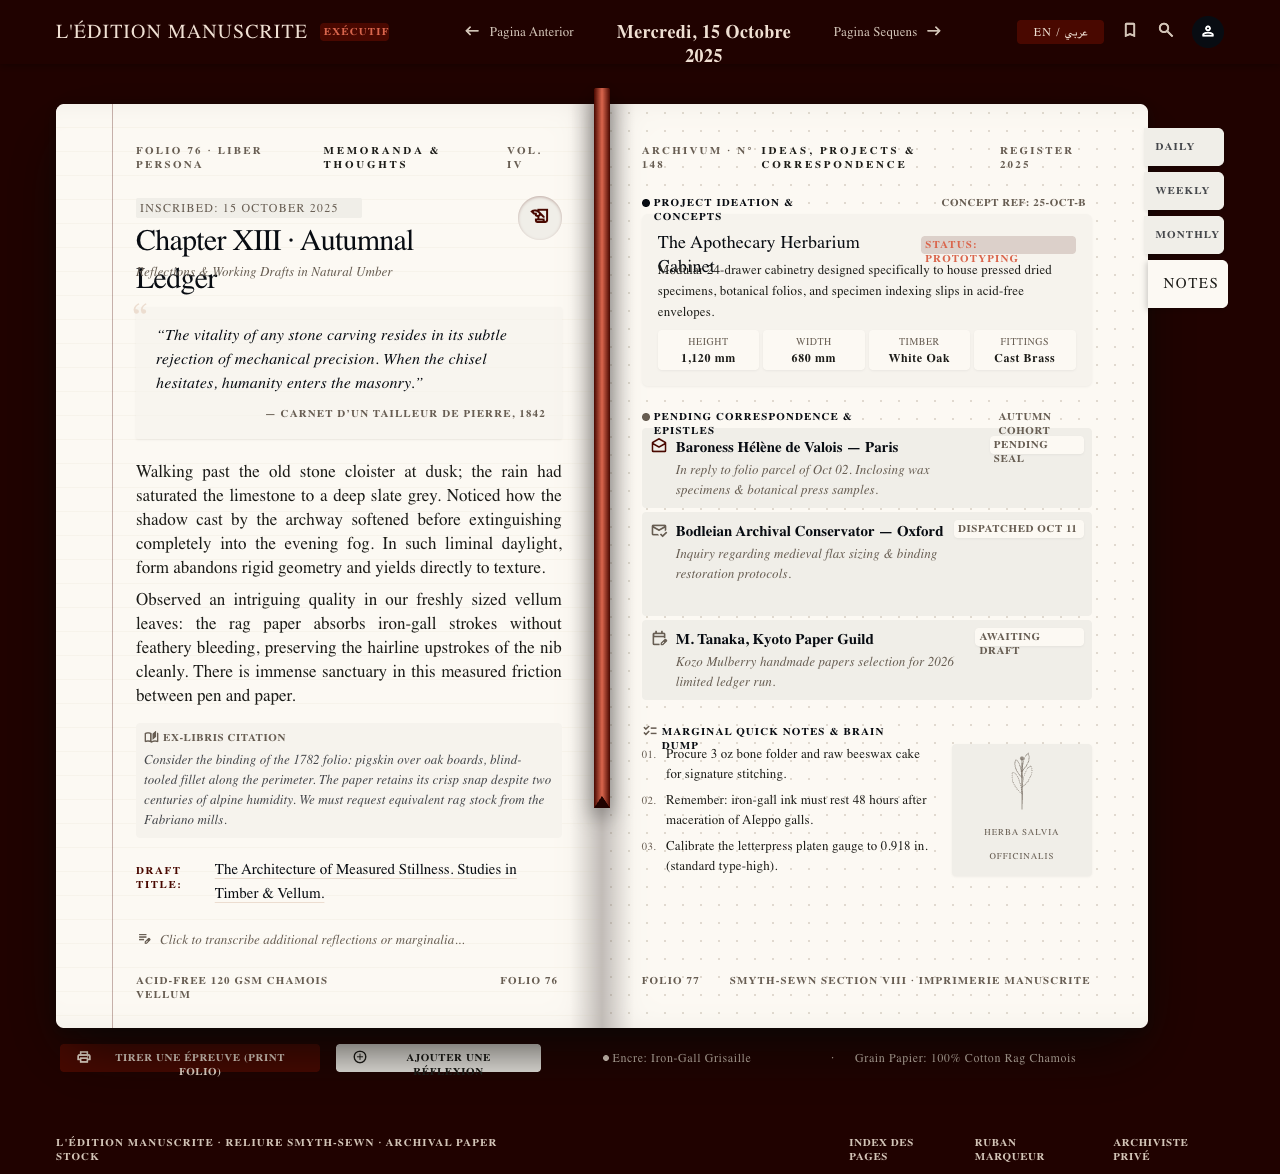 L'ÉDITION MANUSCRITE
EXÉCUTIF
Pagina Anterior
Mercredi, 15 Octobre
2025
Pagina Sequens
EN / عربي
FOLIO 76 · LIBER
PERSONA
MEMORANDA &
THOUGHTS
VOL.
IV
INSCRIBED: 15 OCTOBER 2025
Chapter XIII · Autumnal
Ledger
Reflections & Working Drafts in Natural Umber
“
“The vitality of any stone carving resides in its subtle
rejection of mechanical precision. When the chisel
hesitates, humanity enters the masonry.”
— CARNET D’UN TAILLEUR DE PIERRE, 1842
Walking past the old stone cloister at dusk; the rain had
saturated the limestone to a deep slate grey. Noticed how the
shadow cast by the archway softened before extinguishing
completely into the evening fog. In such liminal daylight,
form abandons rigid geometry and yields directly to texture.
Observed an intriguing quality in our freshly sized vellum
leaves: the rag paper absorbs iron-gall strokes without
feathery bleeding, preserving the hairline upstrokes of the nib
cleanly. There is immense sanctuary in this measured friction
between pen and paper.
EX-LIBRIS CITATION
Consider the binding of the 1782 folio: pigskin over oak boards, blind-
tooled fillet along the perimeter. The paper retains its crisp snap despite two
centuries of alpine humidity. We must request equivalent rag stock from the
Fabriano mills.
DRAFT
TITLE:
The Architecture of Measured Stillness. Studies in
Timber & Vellum.
Click to transcribe additional reflections or marginalia...
ACID-FREE 120 GSM CHAMOIS
VELLUM
FOLIO 76
ARCHIVUM · N°
148
IDEAS, PROJECTS &
CORRESPONDENCE
REGISTER
2025
PROJECT IDEATION &
CONCEPTS
CONCEPT REF: 25-OCT-B
The Apothecary Herbarium
Cabinet
STATUS:
PROTOTYPING
Modular 24-drawer cabinetry designed specifically to house pressed dried
specimens, botanical folios, and specimen indexing slips in acid-free
envelopes.
HEIGHT
1,120 mm
WIDTH
680 mm
TIMBER
White Oak
FITTINGS
Cast Brass
PENDING CORRESPONDENCE &
EPISTLES
AUTUMN
COHORT
Baroness Hélène de Valois — Paris
PENDING
SEAL
In reply to folio parcel of Oct 02. Inclosing wax
specimens & botanical press samples.
Bodleian Archival Conservator — Oxford
DISPATCHED OCT 11
Inquiry regarding medieval flax sizing & binding
restoration protocols.
M. Tanaka, Kyoto Paper Guild
AWAITING
DRAFT
Kozo Mulberry handmade papers selection for 2026
limited ledger run.
MARGINAL QUICK NOTES & BRAIN
DUMP
01. Procure 3 oz bone folder and raw beeswax cake
for signature stitching.
02. Remember: iron-gall ink must rest 48 hours after
maceration of Aleppo galls.
03. Calibrate the letterpress platen gauge to 0.918 in.
(standard type-high).
HERBA SALVIA
OFFICINALIS
FOLIO 77
SMYTH-SEWN SECTION VIII · IMPRIMERIE MANUSCRITE
DAILY
WEEKLY
MONTHLY
NOTES
TIRER UNE ÉPREUVE (PRINT
FOLIO)
AJOUTER UNE
RÉFLEXION
Encre: Iron-Gall Grisaille
·
Grain Papier: 100% Cotton Rag Chamois
L'ÉDITION MANUSCRITE · RELIURE SMYTH-SEWN · ARCHIVAL PAPER
STOCK
INDEX DES
PAGES
RUBAN
MARQUEUR
ARCHIVISTE
PRIVÉ